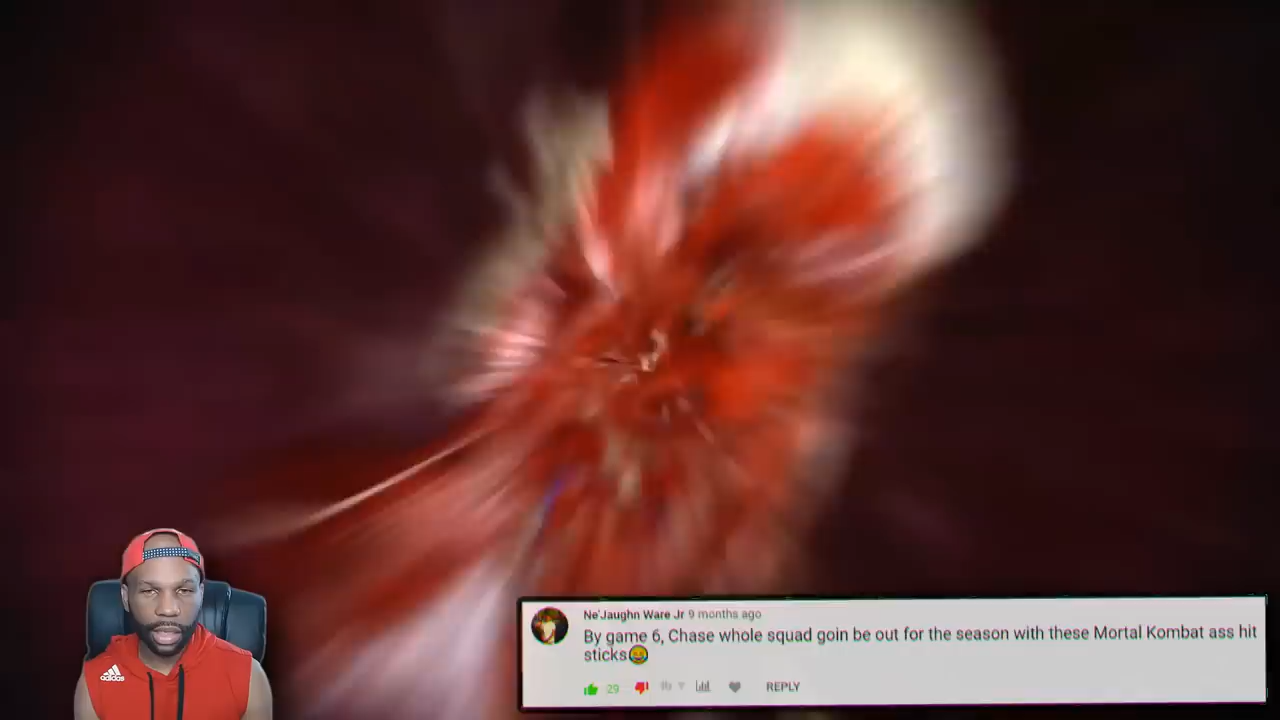 Ne'Jaughn Ware Jr 9 months ago
By game 6, Chase whole squad goin be out for the season with these Mortal Kombat ass hit
sticks😂
29
REPLY
adidas